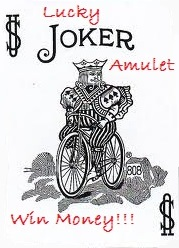 Lucky
$
JOKER
Amulet
808
Win Money!!!
$